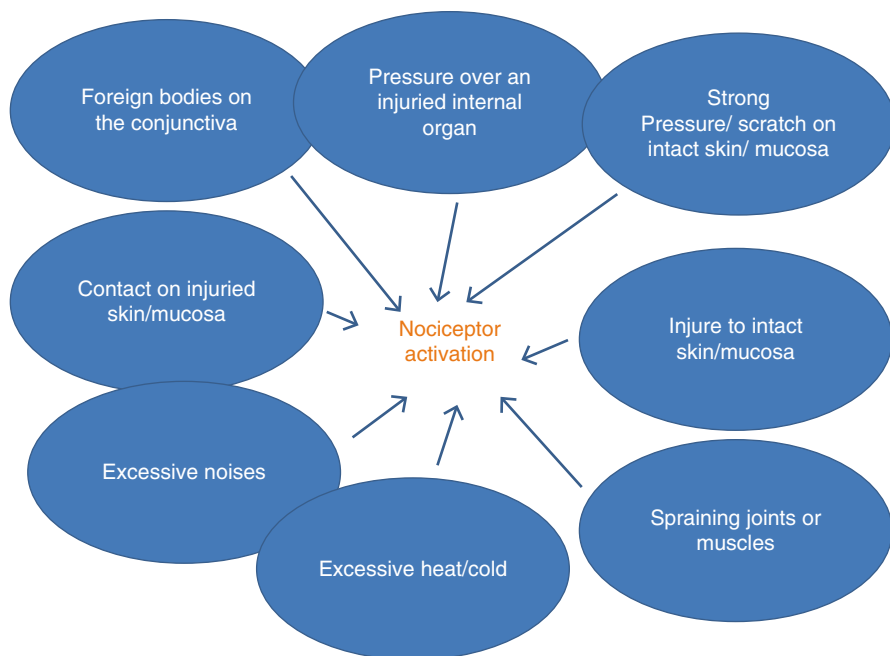 Foreign bodies on
the conjunctiva
Pressure over an
injuried internal
organ
Strong
Pressure/ scratch on
intact skin/ mucosa
Contact on injuried
skin/mucosa
Nociceptor
activation
Injure to intact
skin/mucosa
Excessive noises
Excessive heat/cold
Spraining joints or
muscles